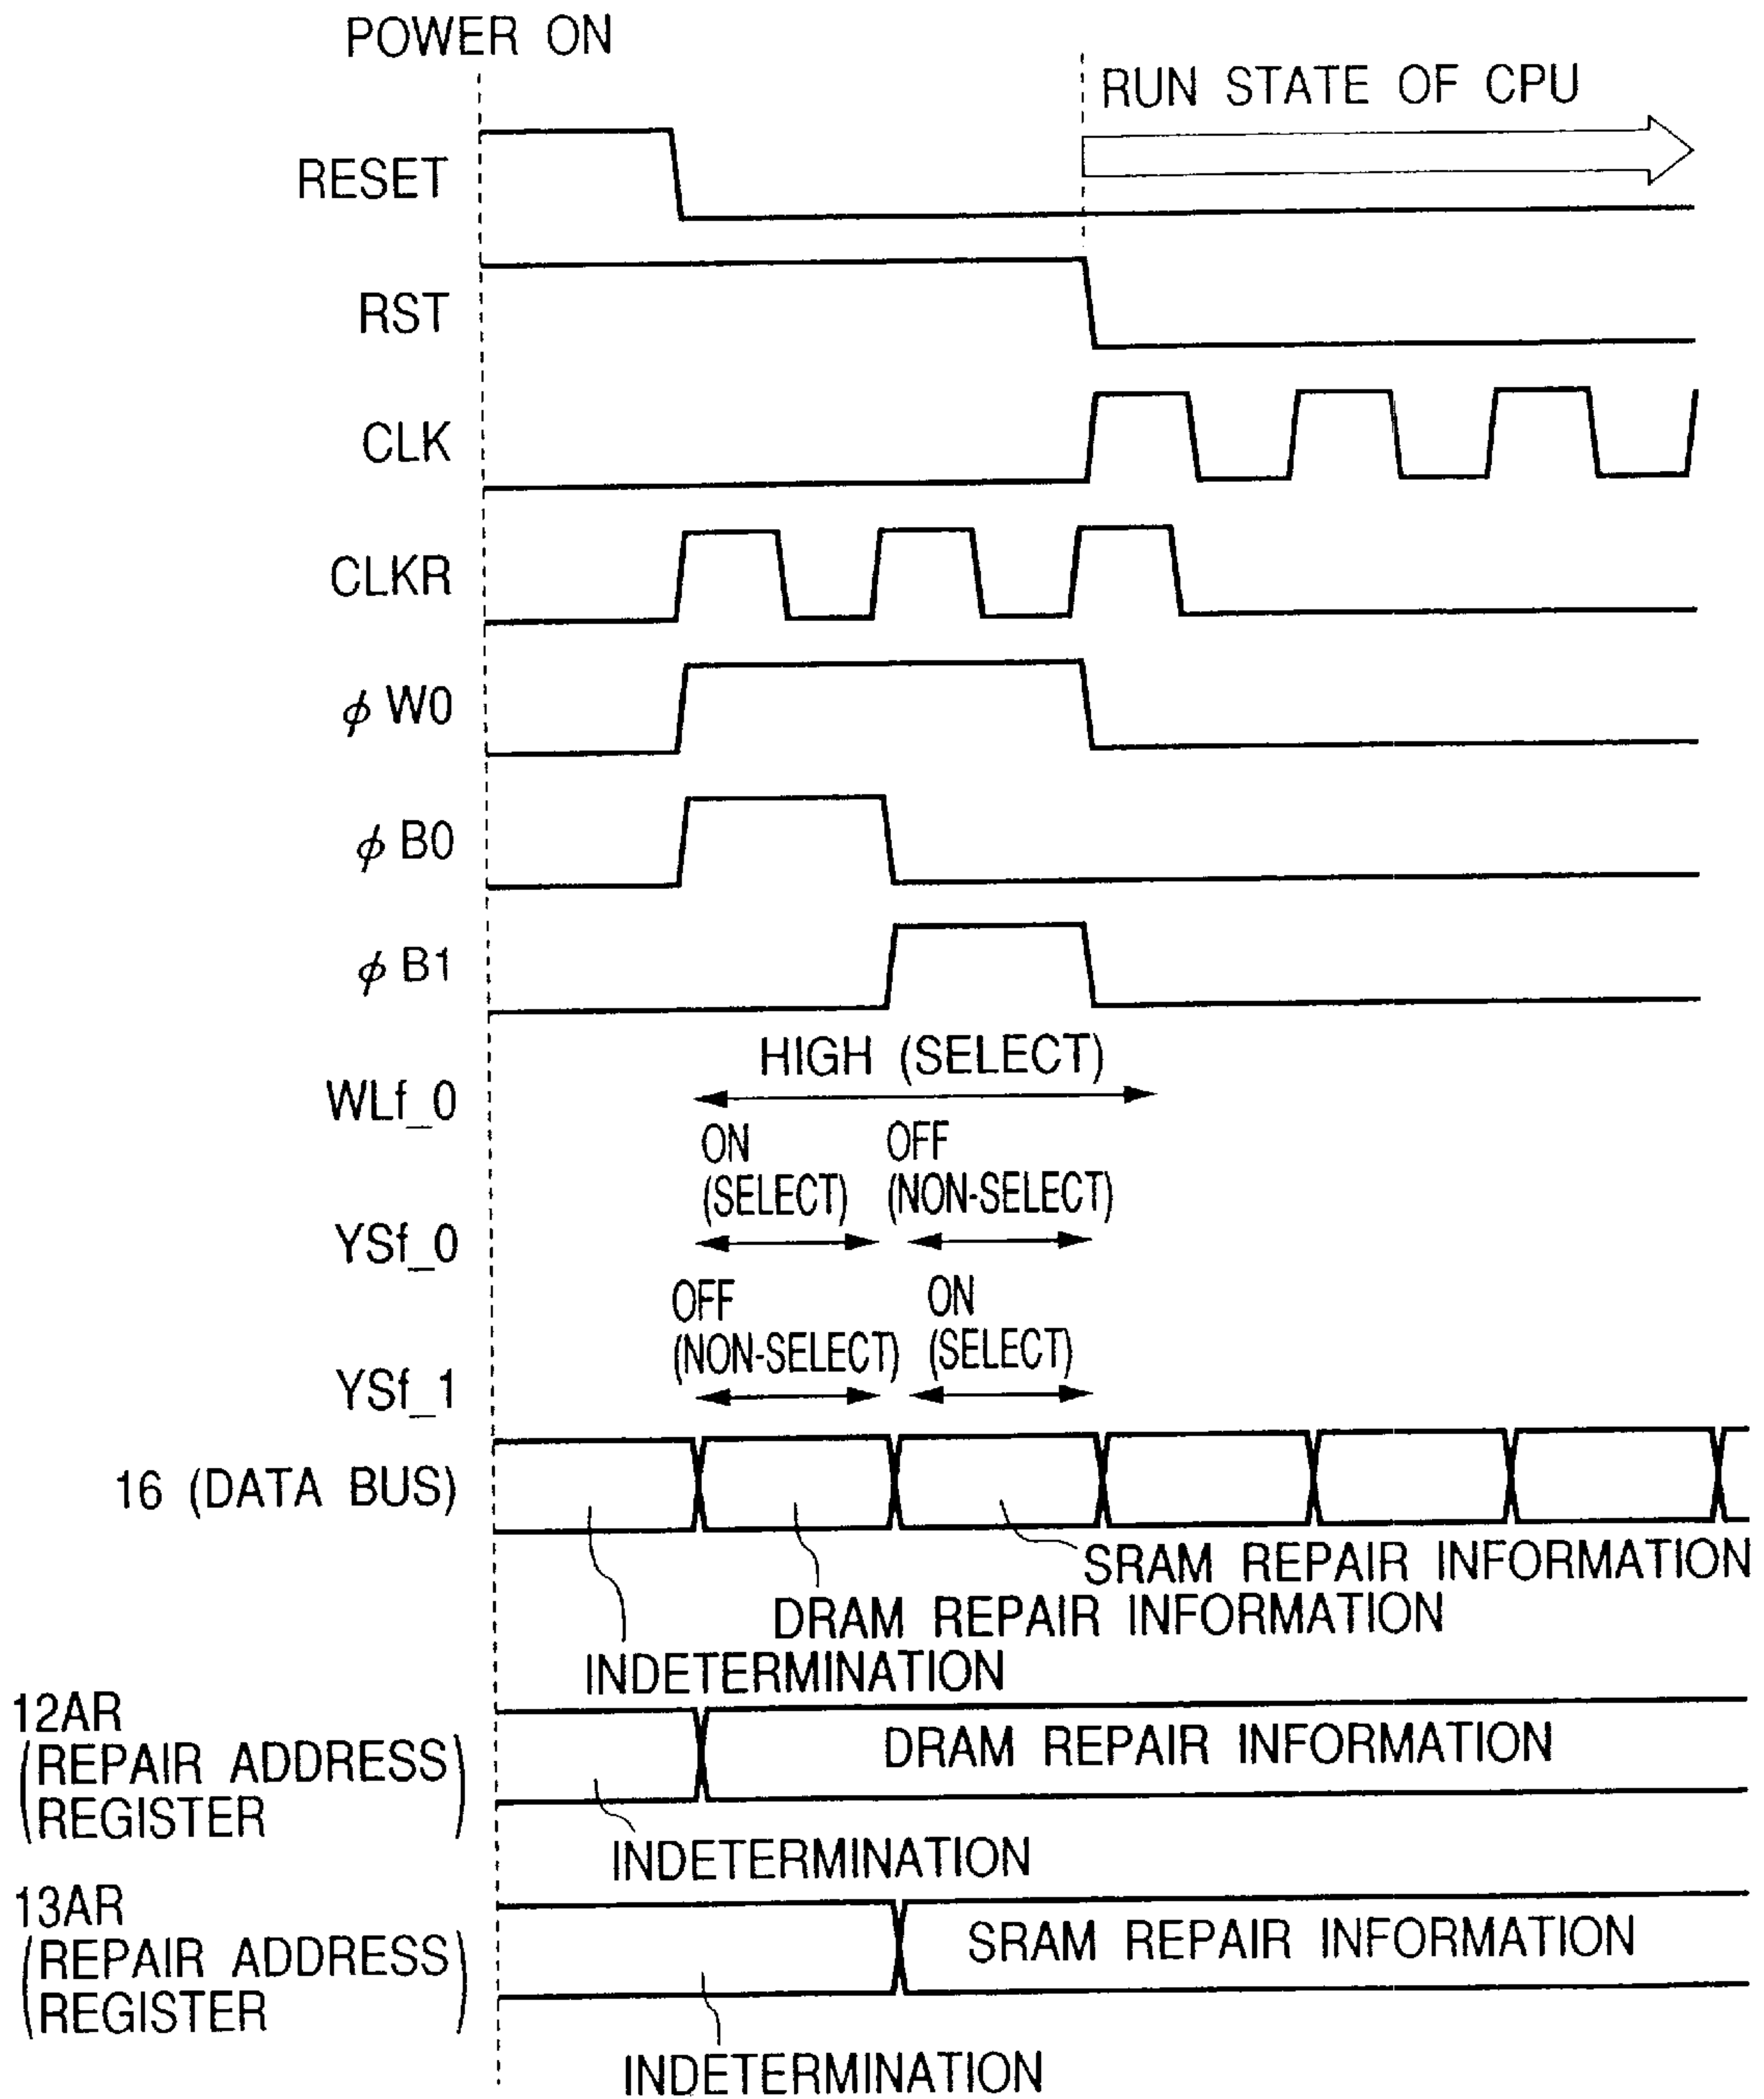 POWER ON
RUN STATE OF CPU
RESET
RST
CLK
CLKR
ϕ W0
ϕ B0
ϕ B1
HIGH (SELECT)
WLf_0
ON
(SELECT)
OFF
(NON-SELECT)
YSf_0
OFF
(NON-SELECT)
ON
(SELECT)
YSf_1
16 (DATA BUS)
SRAM REPAIR INFORMATION
DRAM REPAIR INFORMATION
INDETERMINATION
12AR
(REPAIR ADDRESS
REGISTER)
DRAM REPAIR INFORMATION
INDETERMINATION
13AR
(REPAIR ADDRESS
REGISTER)
SRAM REPAIR INFORMATION
INDETERMINATION